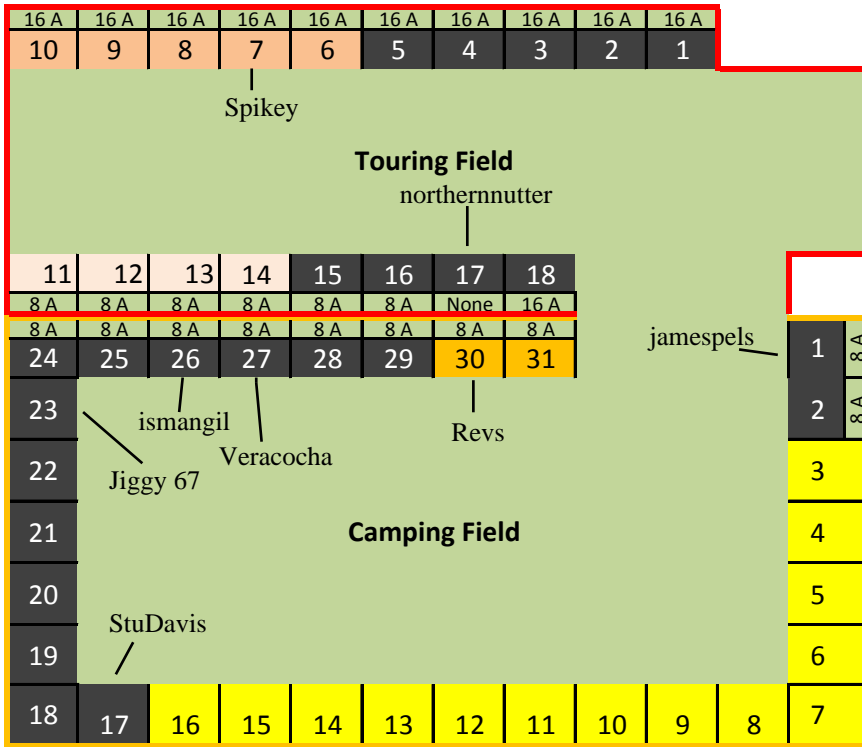 16 A 16 A 16 A 16 A 16 A 16 A 16 A 16 A 16 A 16 A
10 9 8 7 6 5 4 3 2 1
Spikey
Touring Field
northernnutter
11 12 13 14 15 16 17 18
8 A 8 A 8 A 8 A 8 A 8 A None 16 A
8 A 8 A 8 A 8 A 8 A 8 A 8 A 8 A
24 25 26 27 28 29 30 31
jamespels
1 8 A
23
ismangil
Revs
2 8 A
Veracocha
Jiggy 67
22
3
21
Camping Field
4
20
5
StuDavis
19
6
18 17 16 15 14 13 12 11 10 9 8 7